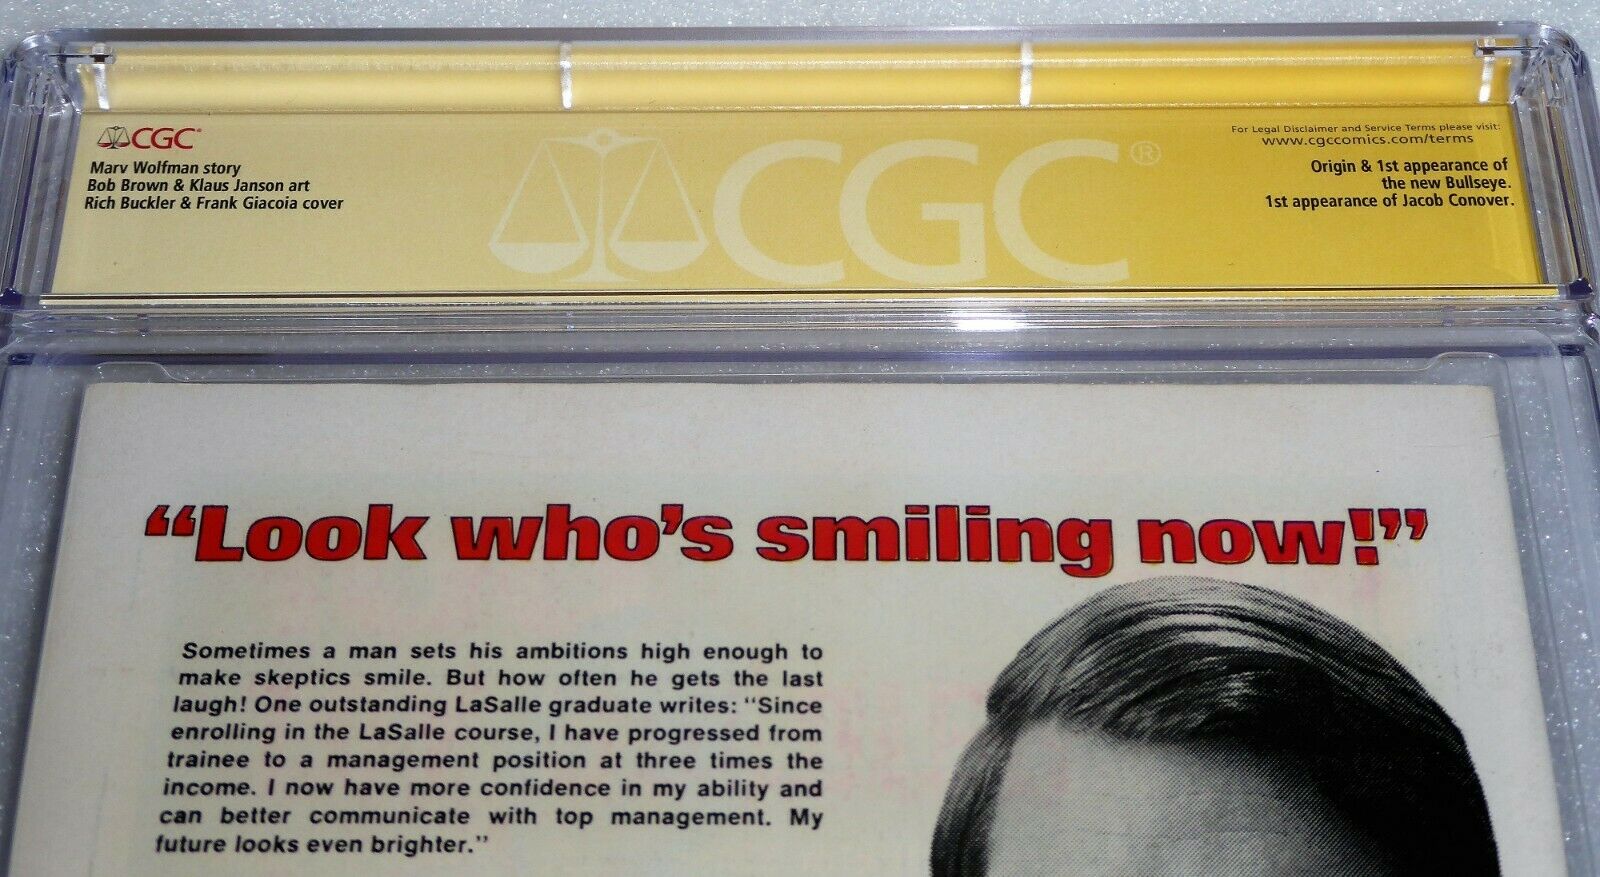 CGC®
Marv Wolfman story
Bob Brown & Klaus Janson art
Rich Buckler & Frank Giacoia cover
CGC®
For Legal Disclaimer and Service Terms please visit:
www.cgccomics.com/terms
Origin & 1st appearance of
the new Bullseye.
1st appearance of Jacob Conover.
“Look who’s smiling now!”
Sometimes a man sets his ambitions high enough to
make skeptics smile. But how often he gets the last
laugh! One outstanding LaSalle graduate writes: “Since
enrolling in the LaSalle course, I have progressed from
trainee to a management position at three times the
income. I now have more confidence in my ability and
can better communicate with top management. My
future looks even brighter.”